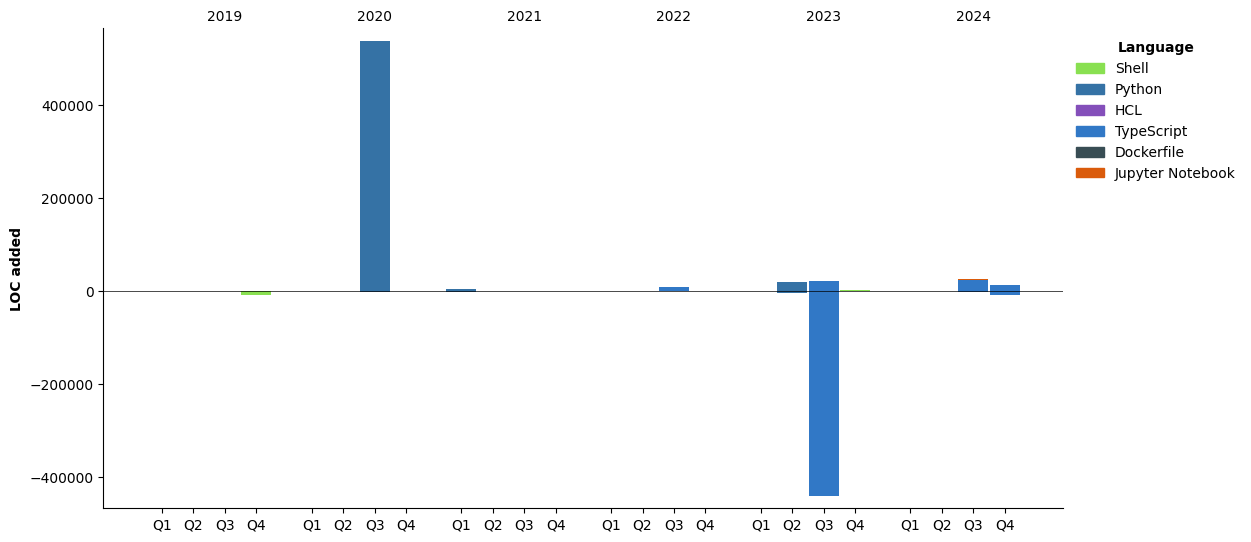 2019 2020 2021 2022 2023 2024
Language
Shell
Python
HCL
TypeScript
Dockerfile
Jupyter Notebook
LOC added
400000
200000
0
−200000
−400000
Q1 Q2 Q3 Q4 Q1 Q2 Q3 Q4 Q1 Q2 Q3 Q4 Q1 Q2 Q3 Q4 Q1 Q2 Q3 Q4 Q1 Q2 Q3 Q4